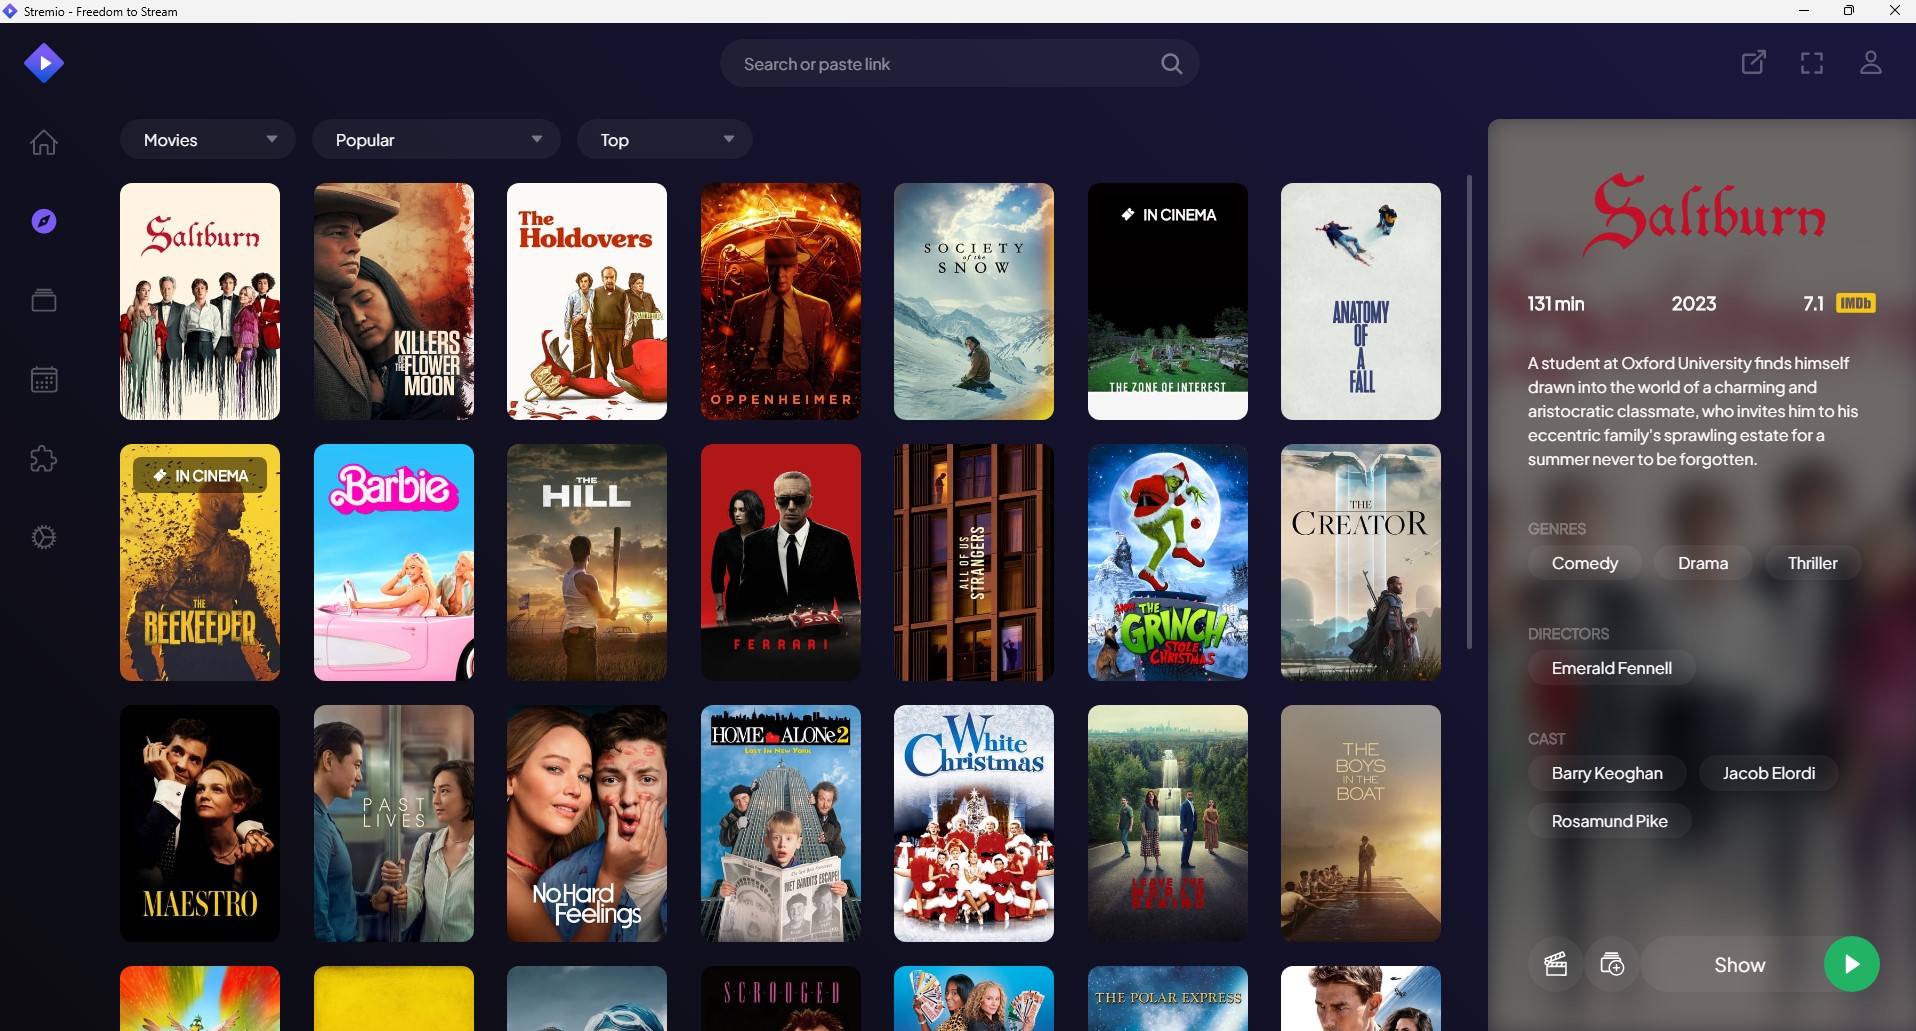 Stremio - Freedom to Stream
Search or paste link
Movies
Popular
Top
Saltburn
KILLERS
OF THE
FLOWER
MOON
The
Holdovers
OPPENHEIMER
SOCIETY
of the
SNOW
IN CINEMA
THE ZONE OF INTEREST
ANATOMY
OF
A
FALL
IN CINEMA
THE
BEEKEEPER
Barbie
THE
HILL
FERRARI
ALL OF US
STRANGERS
HOW THE
GRINCH
STOLE
CHRISTMAS
THE
CREATOR
MAESTRO
PAST
LIVES
No Hard
Feelings
HOME ALONe 2
LOST IN NEW YORK
WET BANDITS ESCAPE!
White
Christmas
LEAVE THE
WORLD
BEHIND
THE
BOYS
IN THE
BOAT
SCROOGED
THE POLAR EXPRESS
Saltburn
131 min
2023
7.1 IMDb
A student at Oxford University finds himself
drawn into the world of a charming and
aristocratic classmate, who invites him to his
eccentric family's sprawling estate for a
summer never to be forgotten.
GENRES
Comedy
Drama
Thriller
DIRECTORS
Emerald Fennell
CAST
Barry Keoghan
Jacob Elordi
Rosamund Pike
Show